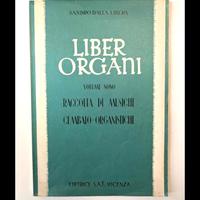 SANDRO DALLA LIBERA
LIBER
ORGANI
VOLUME NONO
RACCOLTA DI MUSICHE
CEMBALO-ORGANISTICHE
EDITRICE S.A.T. VICENZA